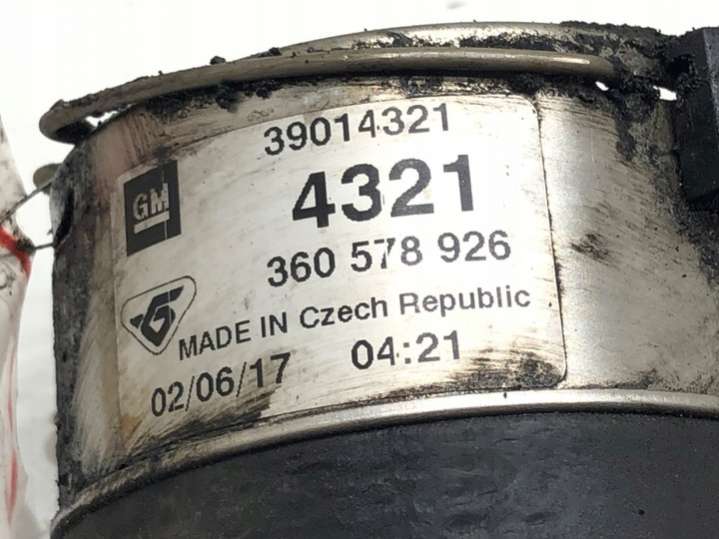 39014321
GM
4321
360 578 926
MADE IN Czech Republic
02/06/17 04:21